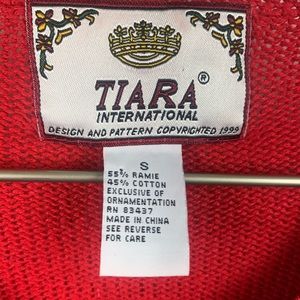 TIARA®
INTERNATIONAL
DESIGN AND PATTERN COPYRIGHTED 1999
S
55% RAMIE
45% COTTON
EXCLUSIVE OF
ORNAMENTATION
RN 83437
MADE IN CHINA
SEE REVERSE
FOR CARE